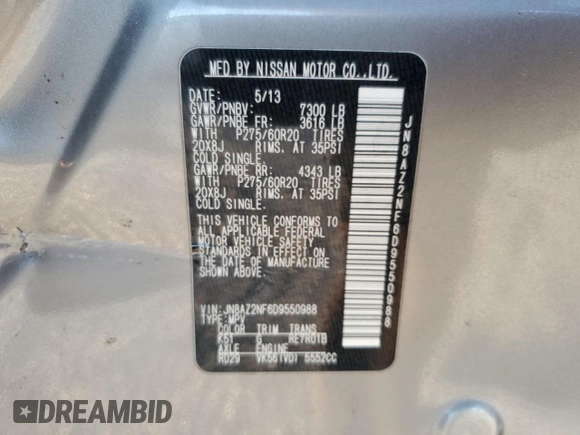 MFD BY NISSAN MOTOR CO.,LTD.
DATE: 5/13
GVWR/PNBV: 7300 LB
GAWR/PNBE FR: 3616 LB
WITH P275/60R20 TIRES
20X8J RIMS. AT 35PSI
COLD SINGLE.
GAWR/PNBE RR: 4343 LB
WITH P275/60R20 TIRES
20X8J RIMS. AT 35PSI
COLD SINGLE.
THIS VEHICLE CONFORMS TO
ALL APPLICABLE FEDERAL
MOTOR VEHICLE SAFETY
STANDARDS IN EFFECT ON
THE DATE OF MANUFACTURE
SHOWN ABOVE.
VIN:JN8AZ2NF6D9550988
TYPE:MPV
COLOR TRIM TRANS
K51 G RE7R01B
AXLE ENGINE
RD29 VK56(VD) 5552CC
JN8AZ2NF6D9550988
DREAMBID